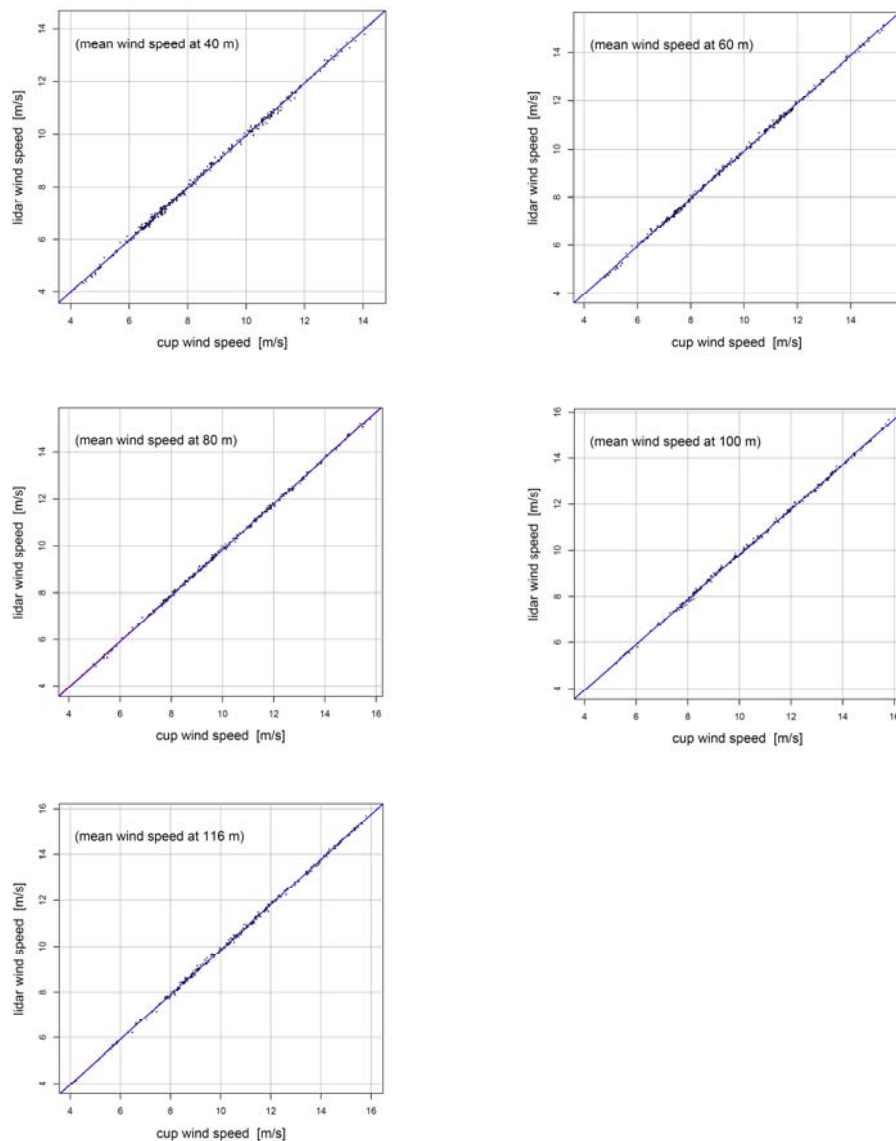 (mean wind speed at 40 m)
lidar wind speed [m/s]
4 6 8 10 12 14
4 6 8 10 12 14
cup wind speed [m/s]
(mean wind speed at 60 m)
lidar wind speed [m/s]
4 6 8 10 12 14
4 6 8 10 12 14
cup wind speed [m/s]
(mean wind speed at 80 m)
lidar wind speed [m/s]
4 6 8 10 12 14
4 6 8 10 12 14 16
cup wind speed [m/s]
(mean wind speed at 100 m)
lidar wind speed [m/s]
4 6 8 10 12 14 16
4 6 8 10 12 14 16
cup wind speed [m/s]
(mean wind speed at 116 m)
lidar wind speed [m/s]
4 6 8 10 12 14 16
4 6 8 10 12 14 16
cup wind speed [m/s]